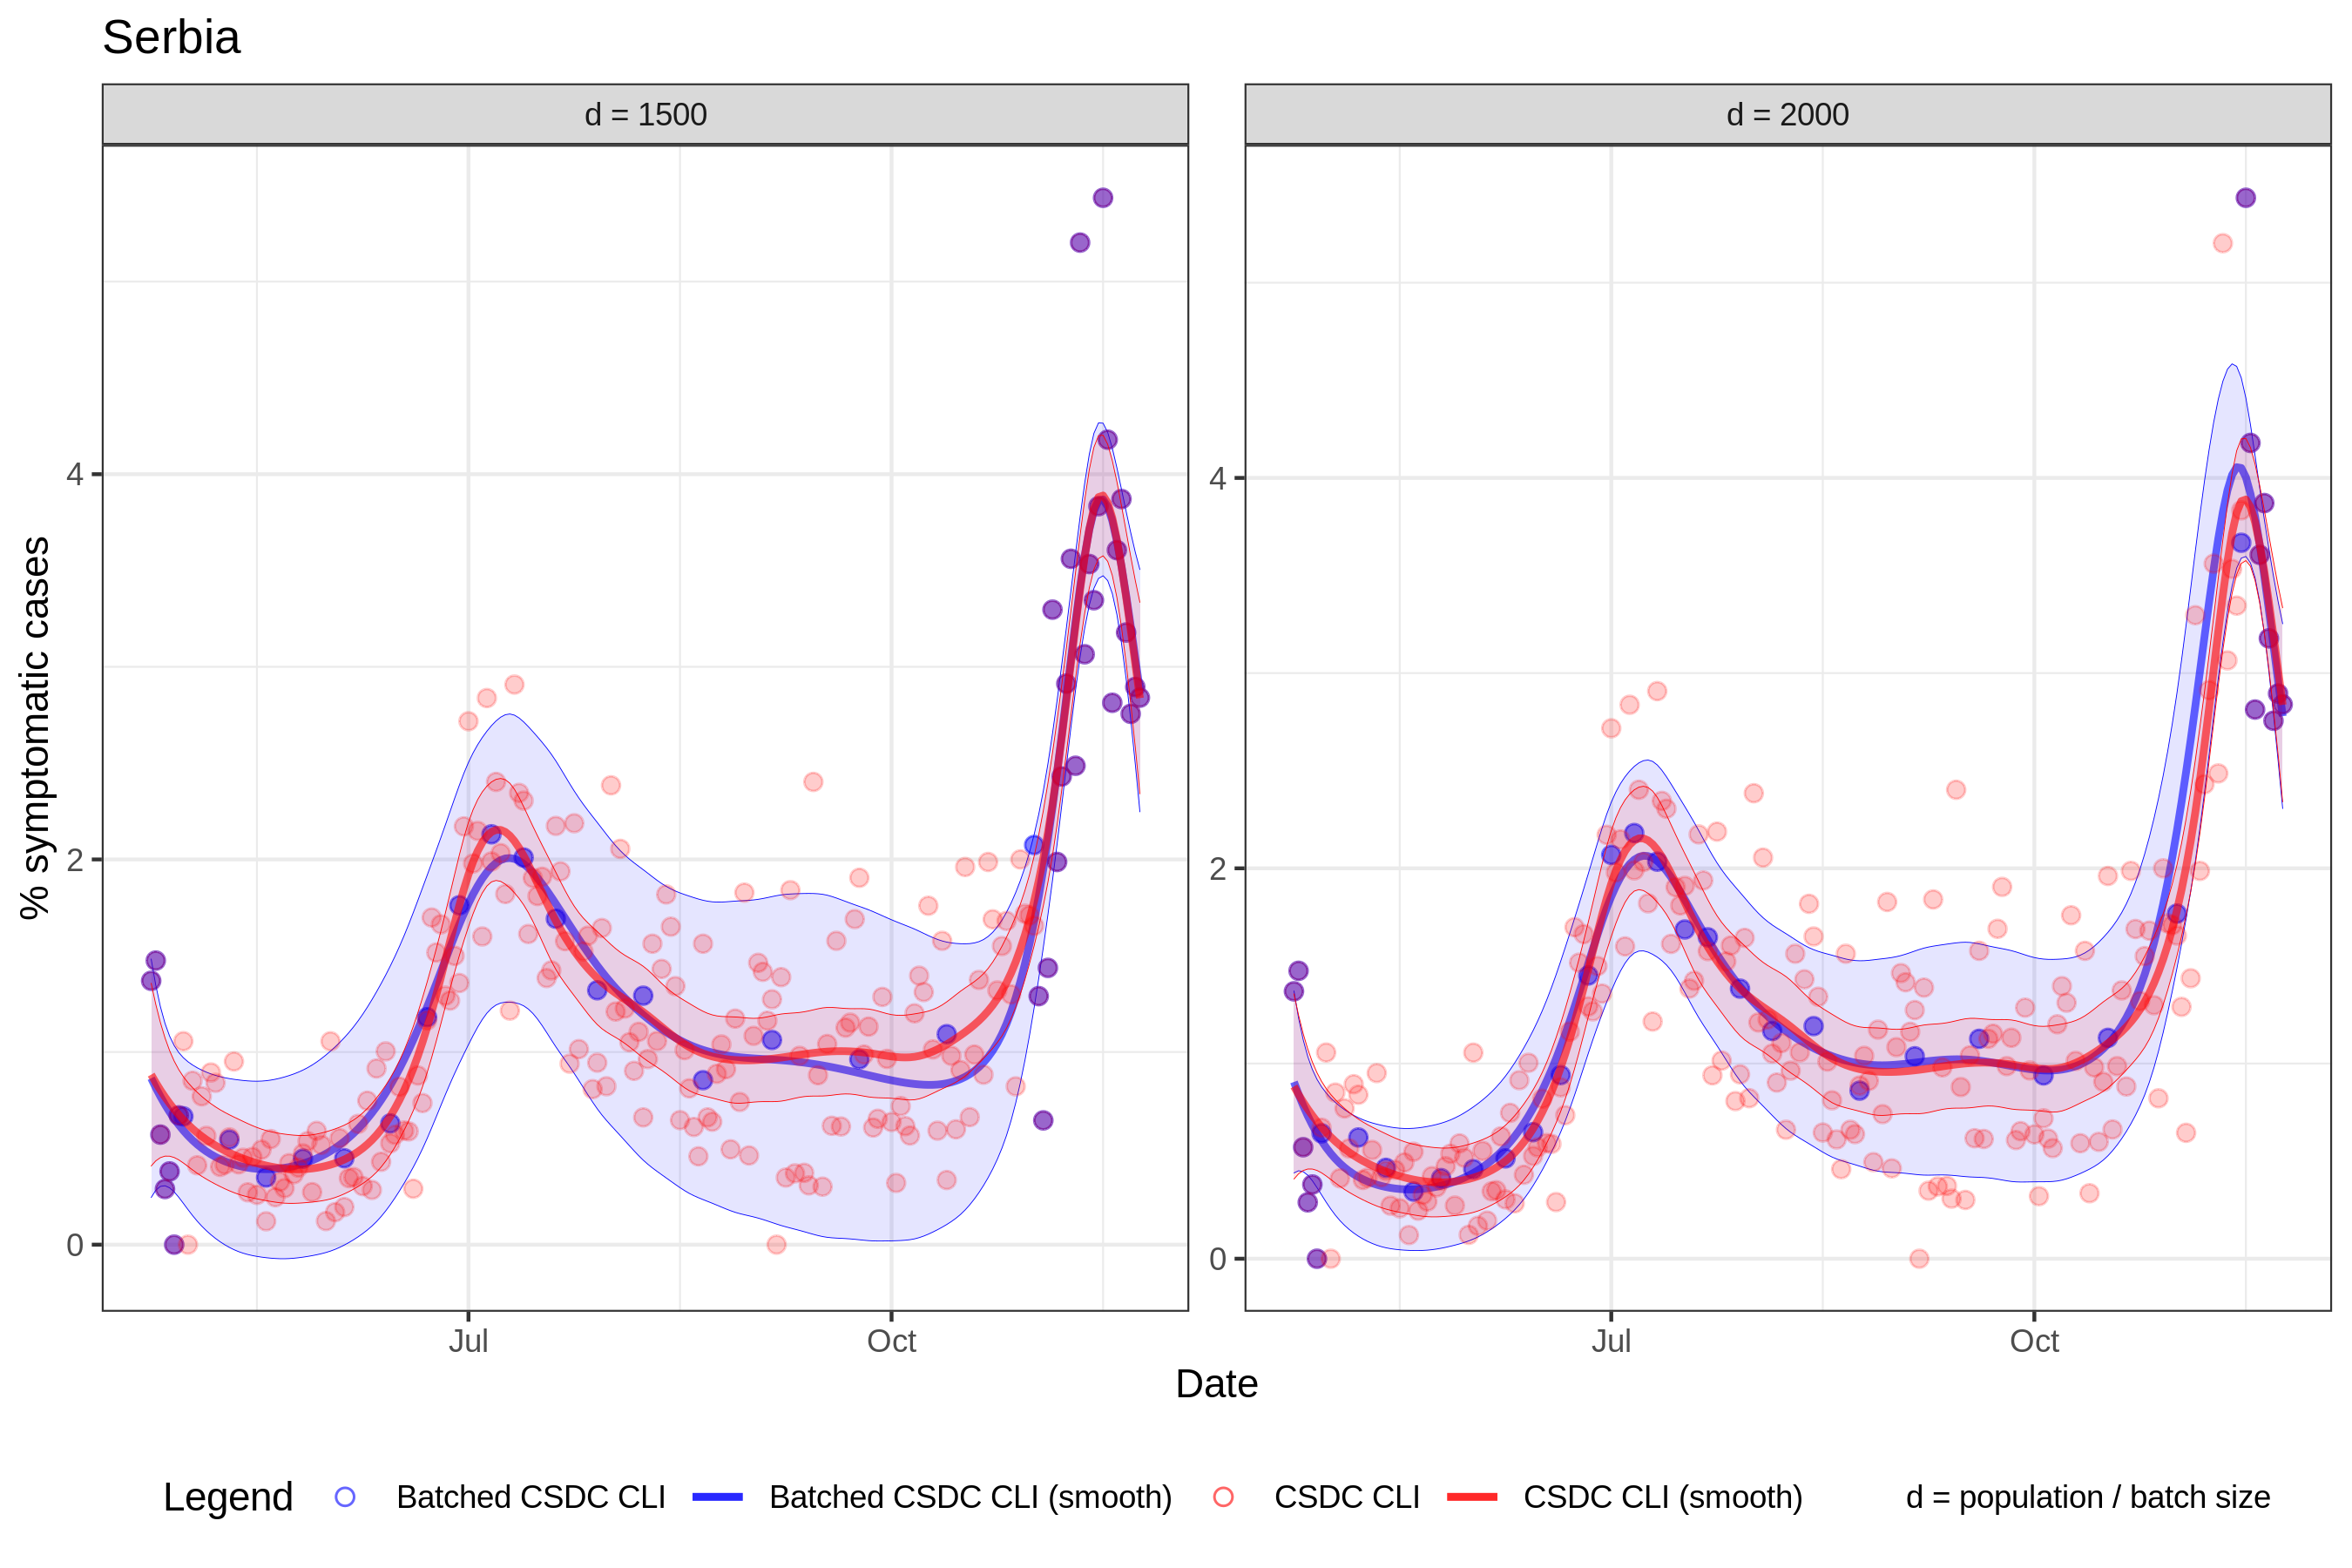 Serbia
d = 1500
d = 2000
% symptomatic cases
4
2
0
4
2
0
Jul
Oct
Jul
Oct
Date
Legend
Batched CSDC CLI
Batched CSDC CLI (smooth)
CSDC CLI
CSDC CLI (smooth)
d = population / batch size